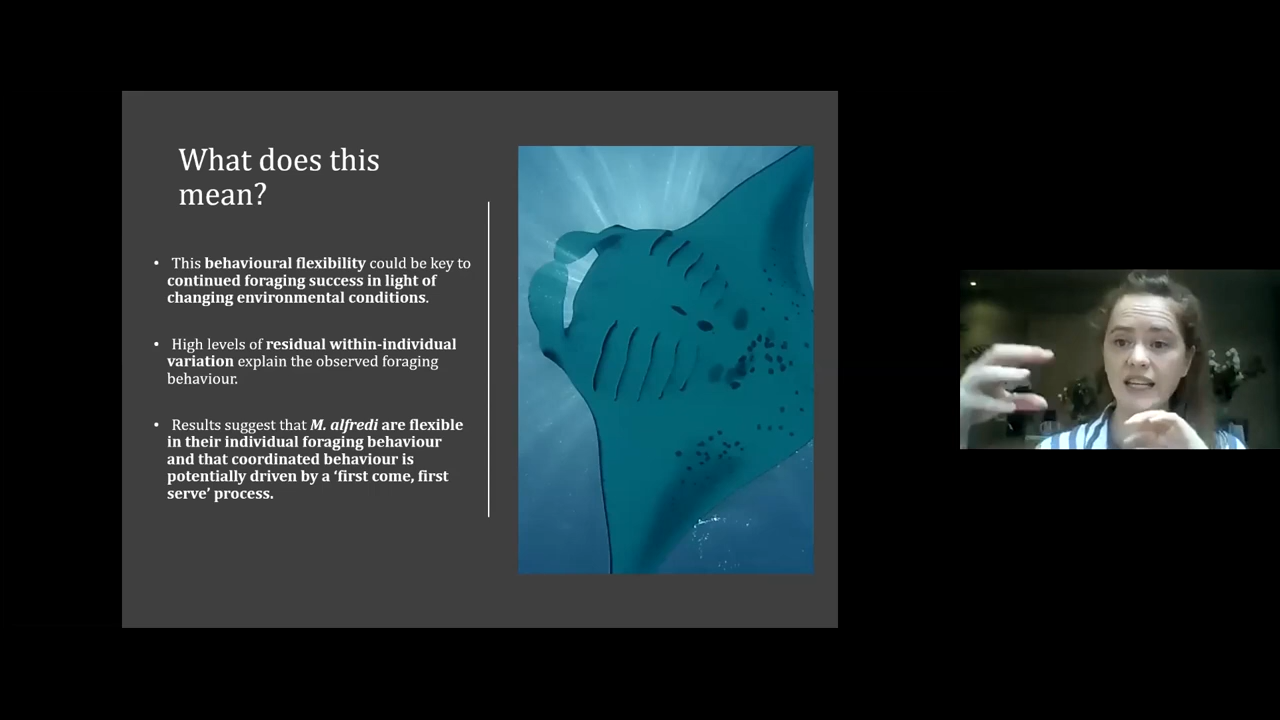 What does this
mean?
• This behavioural flexibility could be key to
continued foraging success in light of
changing environmental conditions.
• High levels of residual within-individual
variation explain the observed foraging
behaviour.
• Results suggest that M. alfredi are flexible
in their individual foraging behaviour
and that coordinated behaviour is
potentially driven by a ‘first come, first
serve’ process.